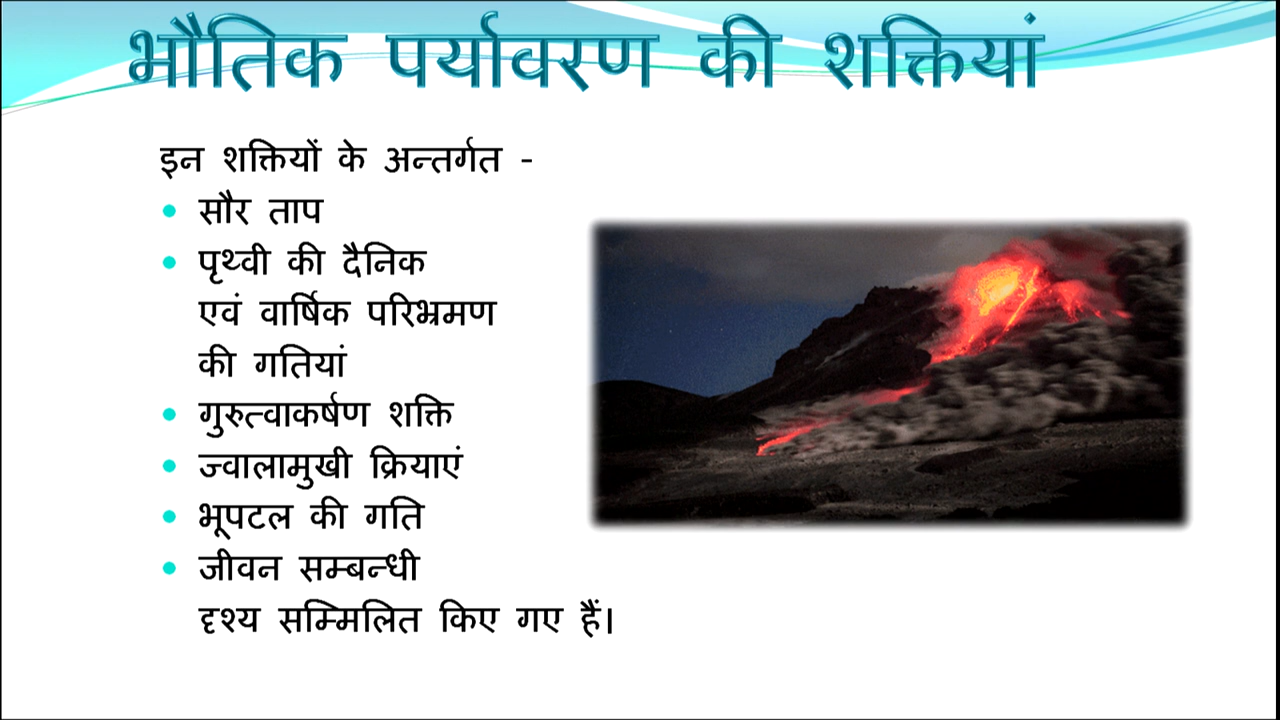 भौतिक पर्यावरण की शक्तियां
इन शक्तियों के अन्तर्गत -
• सौर ताप
• पृथ्वी की दैनिक
एवं वार्षिक परिभ्रमण
की गतियां
• गुरुत्वाकर्षण शक्ति
• ज्वालामुखी क्रियाएं
• भूपटल की गति
• जीवन सम्बन्धी
दृश्य सम्मिलित किए गए हैं।